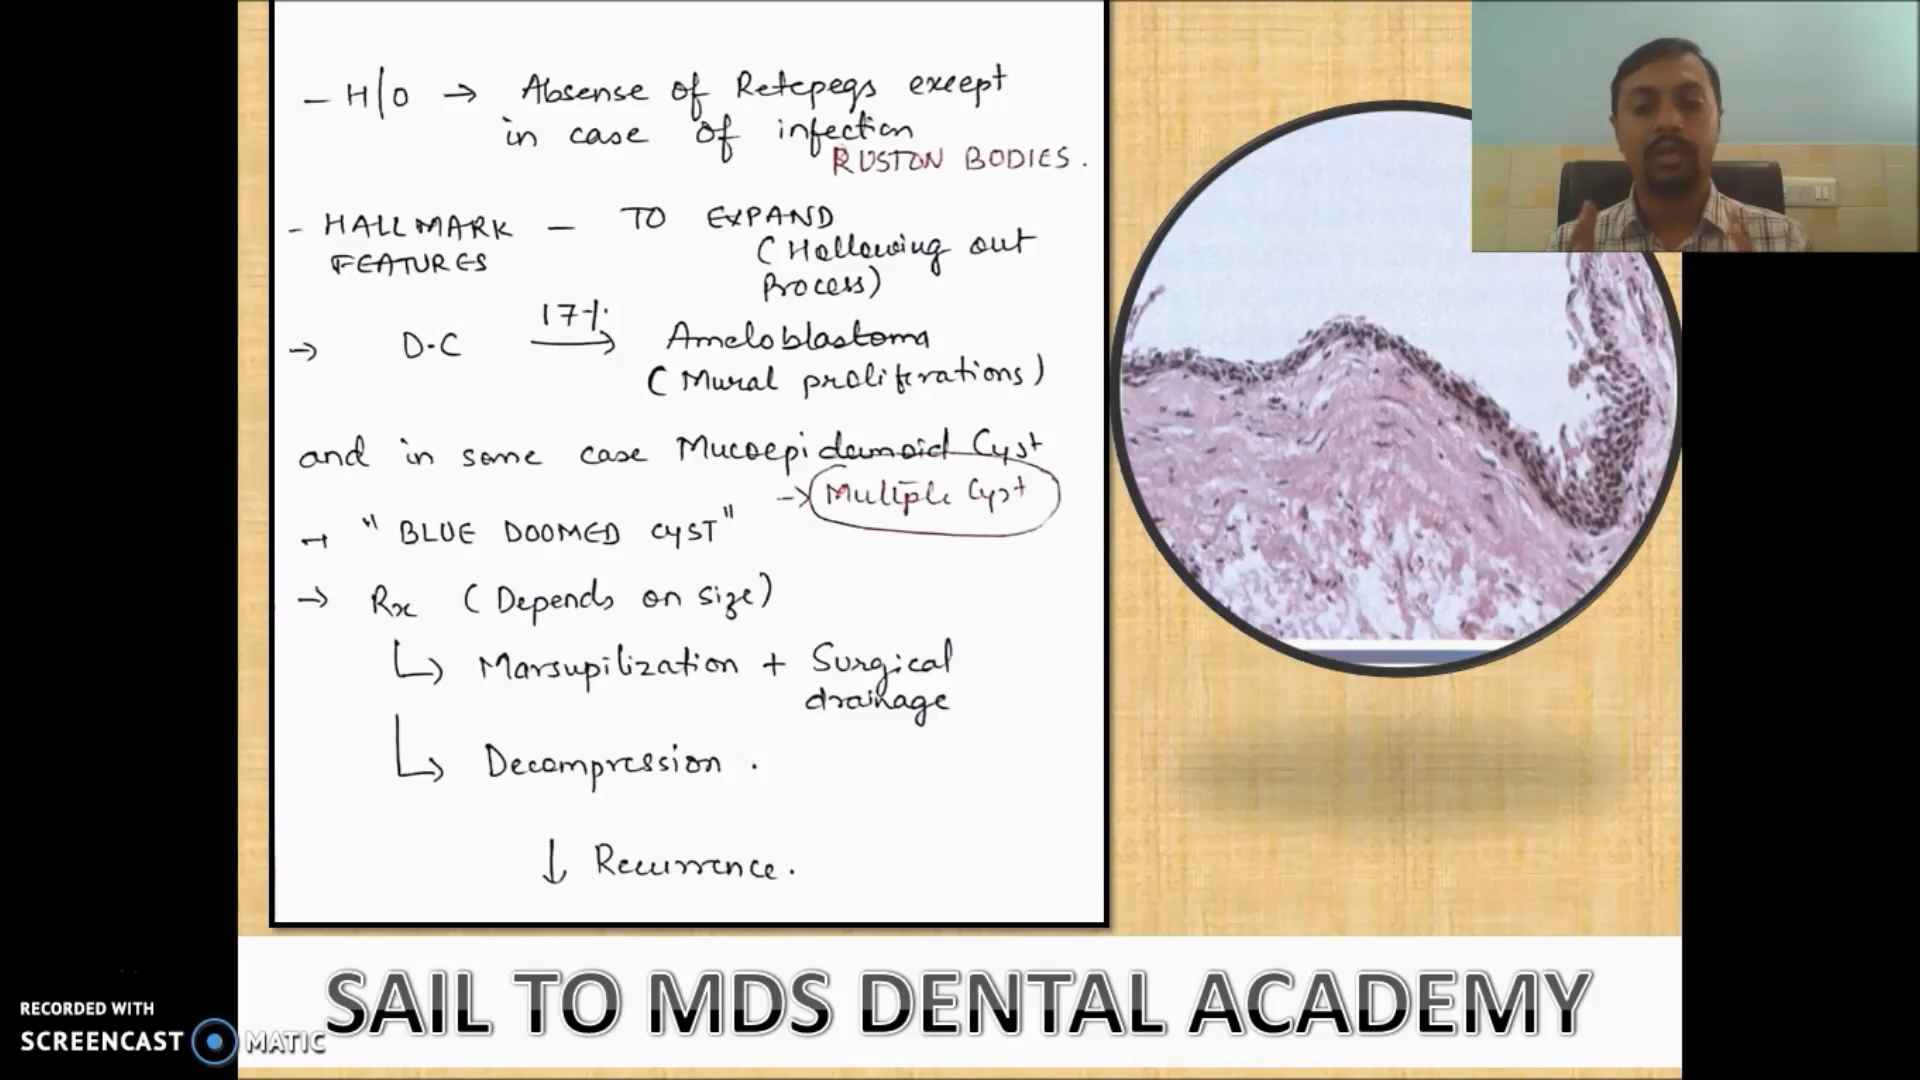 - H/O → Absense of Retepegs except
in case of infection
RUSTON BODIES.
- HALLMARK FEATURES - TO EXPAND
(Hollowing out
Process)
→ D.C 17% → Ameloblastoma
(Mural proliferations)
and in some case Mucoepidamoid Cyst
→ Multiple Cyst
→ "BLUE DOOMED CYST"
→ Rx (Depends on size)
↳ Marsupilization + Surgical
drainage
↳ Decompression.
↓ Recurrence.
SAIL TO MDS DENTAL ACADEMY
RECORDED WITH
SCREENCAST MATIC